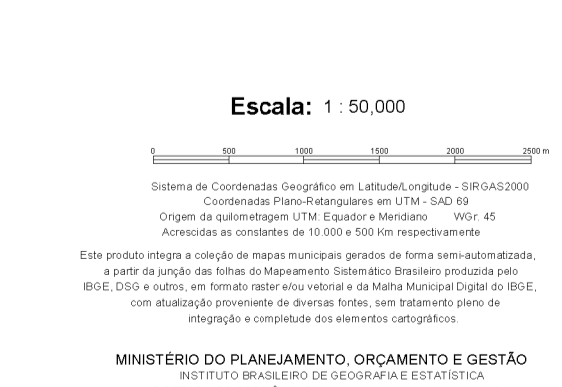 Escala: 1 : 50,000
0 500 1000 1500 2000 2500 m
Sistema de Coordenadas Geográfico em Latitude/Longitude - SIRGAS2000
Coordenadas Plano-Retangulares em UTM - SAD 69
Origem da quilometragem UTM: Equador e Meridiano WGr. 45
Acrescidas as constantes de 10.000 e 500 Km respectivamente
Este produto integra a coleção de mapas municipais gerados de forma semi-automatizada,
a partir da junção das folhas do Mapeamento Sistemático Brasileiro produzida pelo
IBGE, DSG e outros, em formato raster e/ou vetorial e da Malha Municipal Digital do IBGE,
com atualização proveniente de diversas fontes, sem tratamento pleno de
integração e completude dos elementos cartográficos.
MINISTÉRIO DO PLANEJAMENTO, ORÇAMENTO E GESTÃO
INSTITUTO BRASILEIRO DE GEOGRAFIA E ESTATÍSTICA